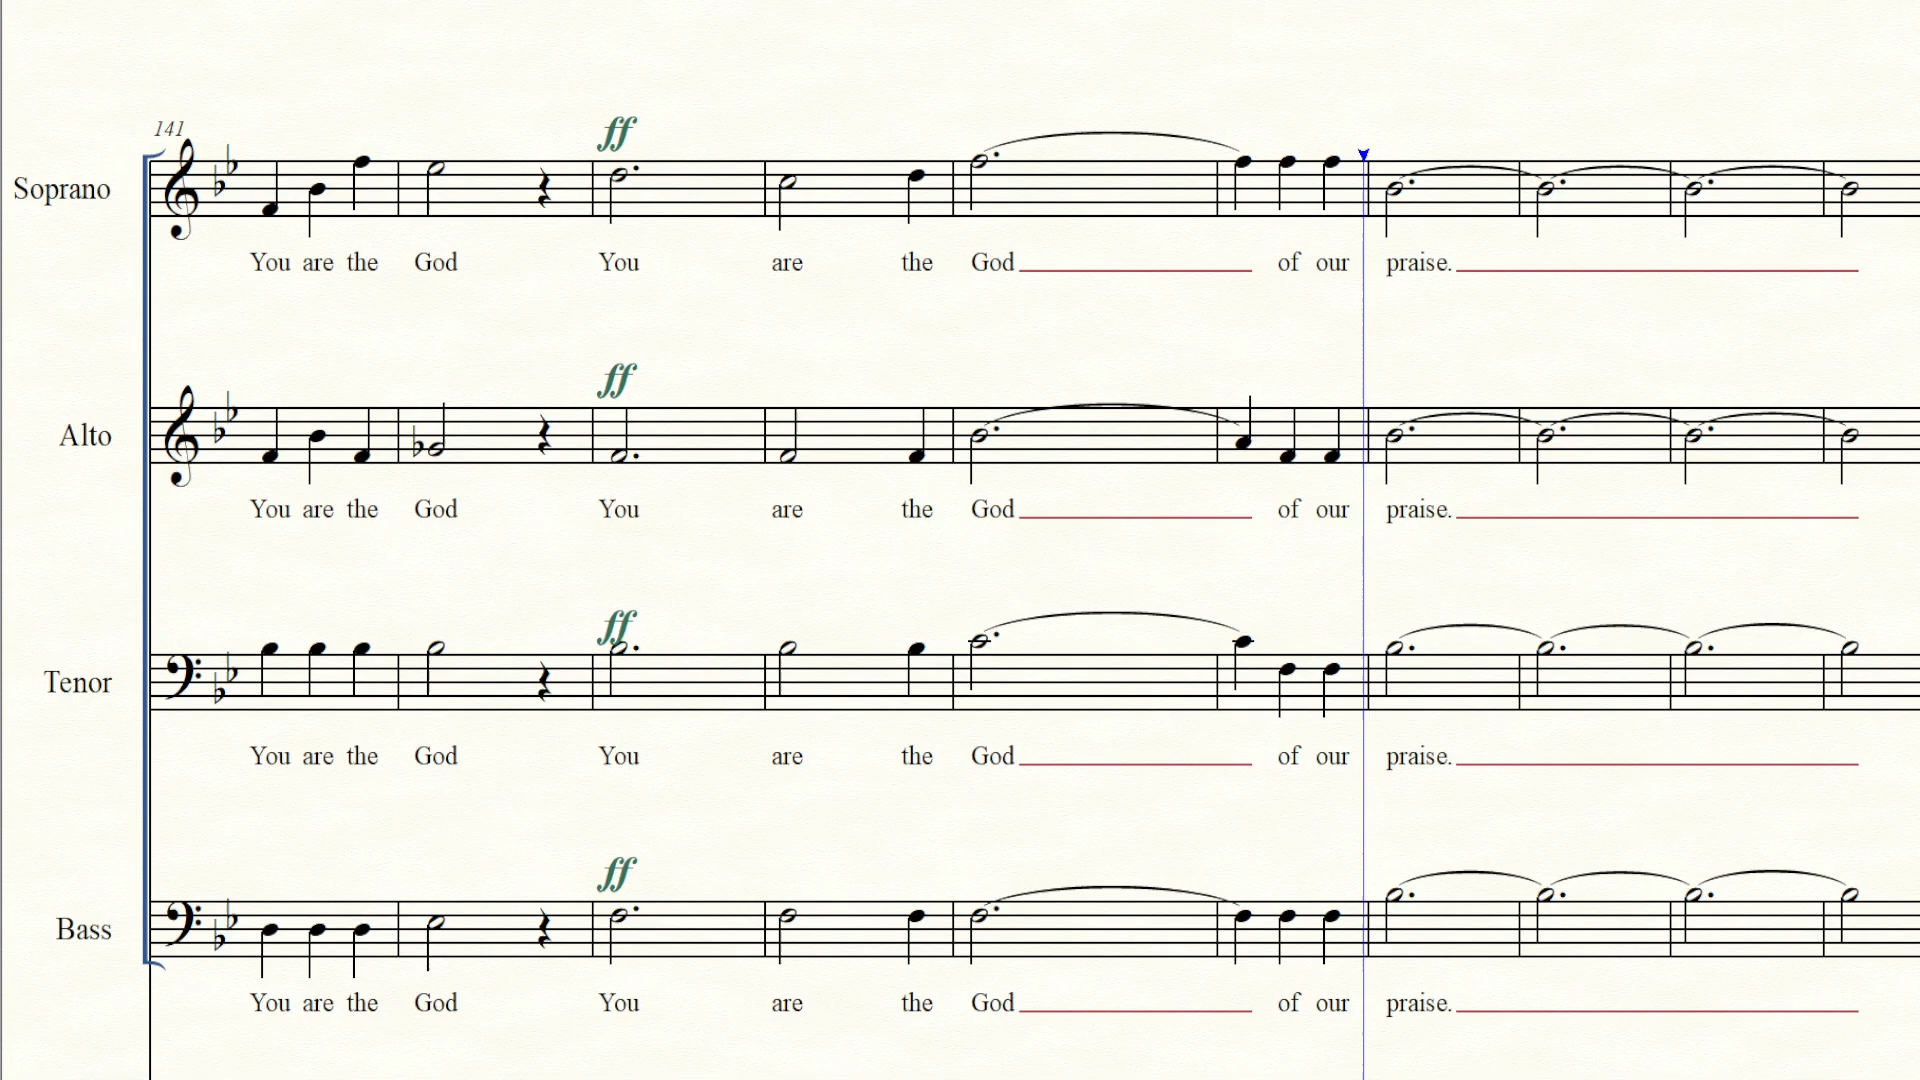 141
ff
Soprano
You are the God You are the God of our praise.
ff
Alto
You are the God You are the God of our praise.
ff
Tenor
You are the God You are the God of our praise.
ff
Bass
You are the God You are the God of our praise.